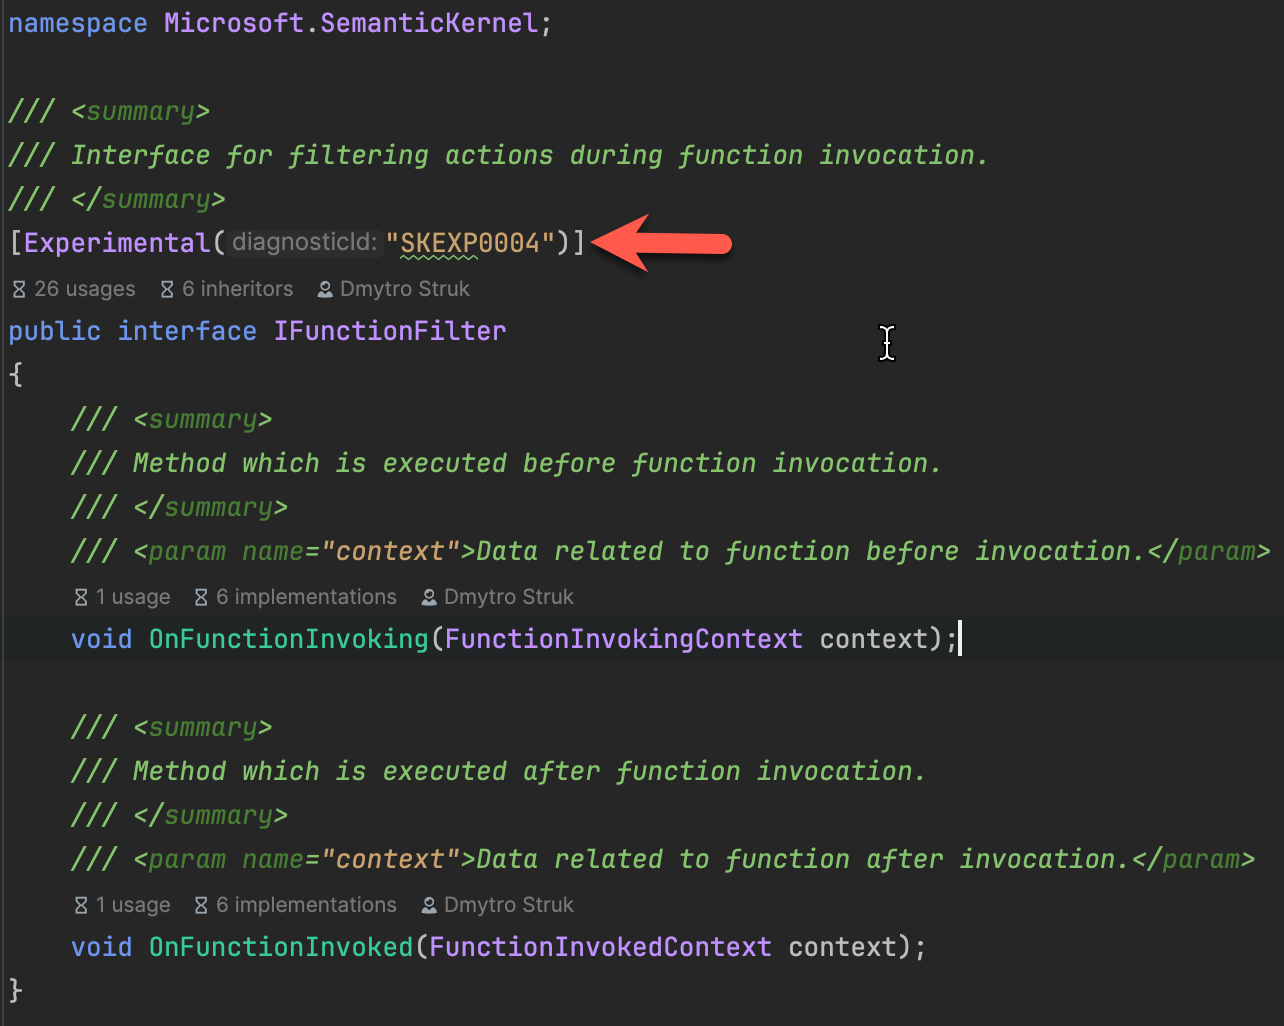 namespace Microsoft.SemanticKernel;
/// <summary>
/// Interface for filtering actions during function invocation.
/// </summary>
[Experimental(diagnosticId: "SKEXP0004")]
26 usages 6 inheritors Dmytro Struk
public interface IFunctionFilter
{
/// <summary>
/// Method which is executed before function invocation.
/// </summary>
/// <param name="context">Data related to function before invocation.</param>
1 usage 6 implementations Dmytro Struk
void OnFunctionInvoking(FunctionInvokingContext context);
/// <summary>
/// Method which is executed after function invocation.
/// </summary>
/// <param name="context">Data related to function after invocation.</param>
1 usage 6 implementations Dmytro Struk
void OnFunctionInvoked(FunctionInvokedContext context);
}